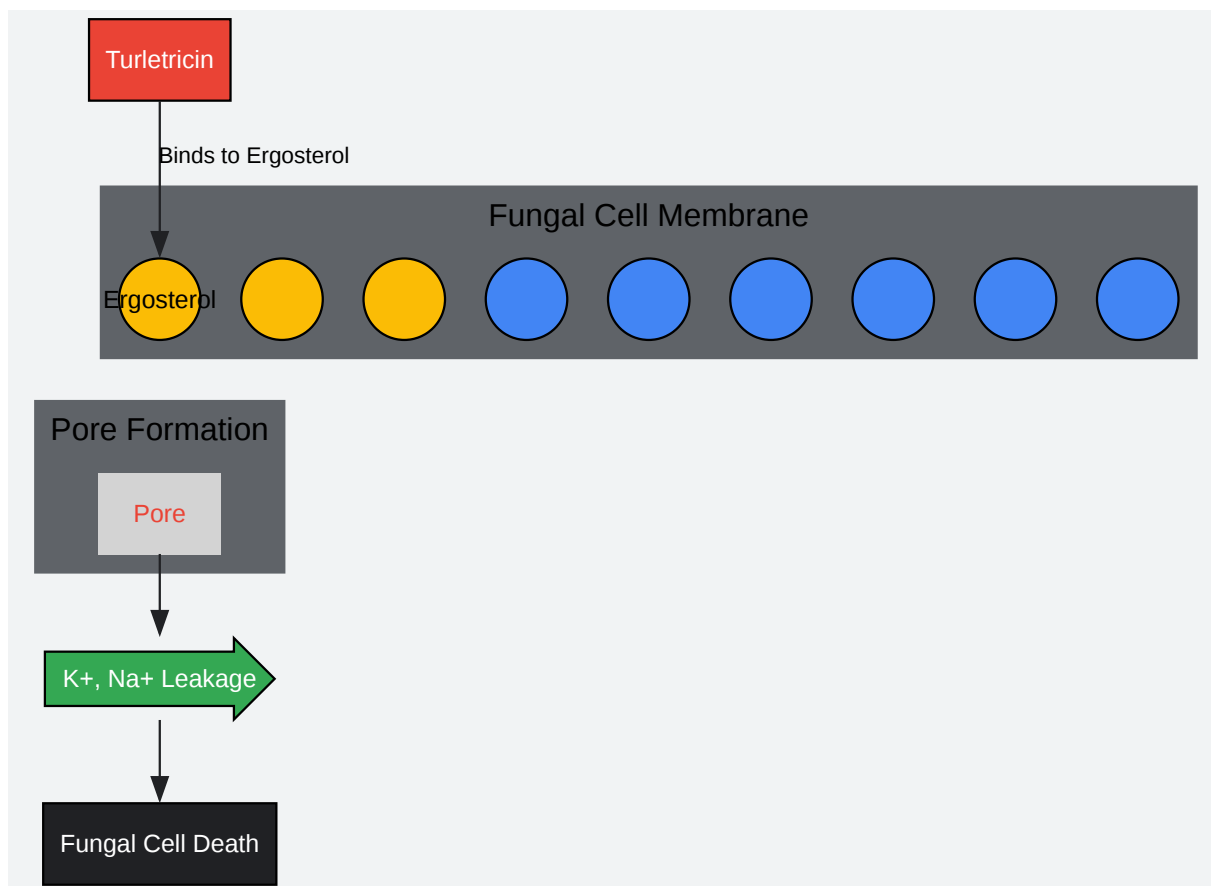 Turletricin
Binds to Ergosterol
Fungal Cell Membrane
Ergosterol
Pore Formation
Pore
K+, Na+ Leakage
Fungal Cell Death